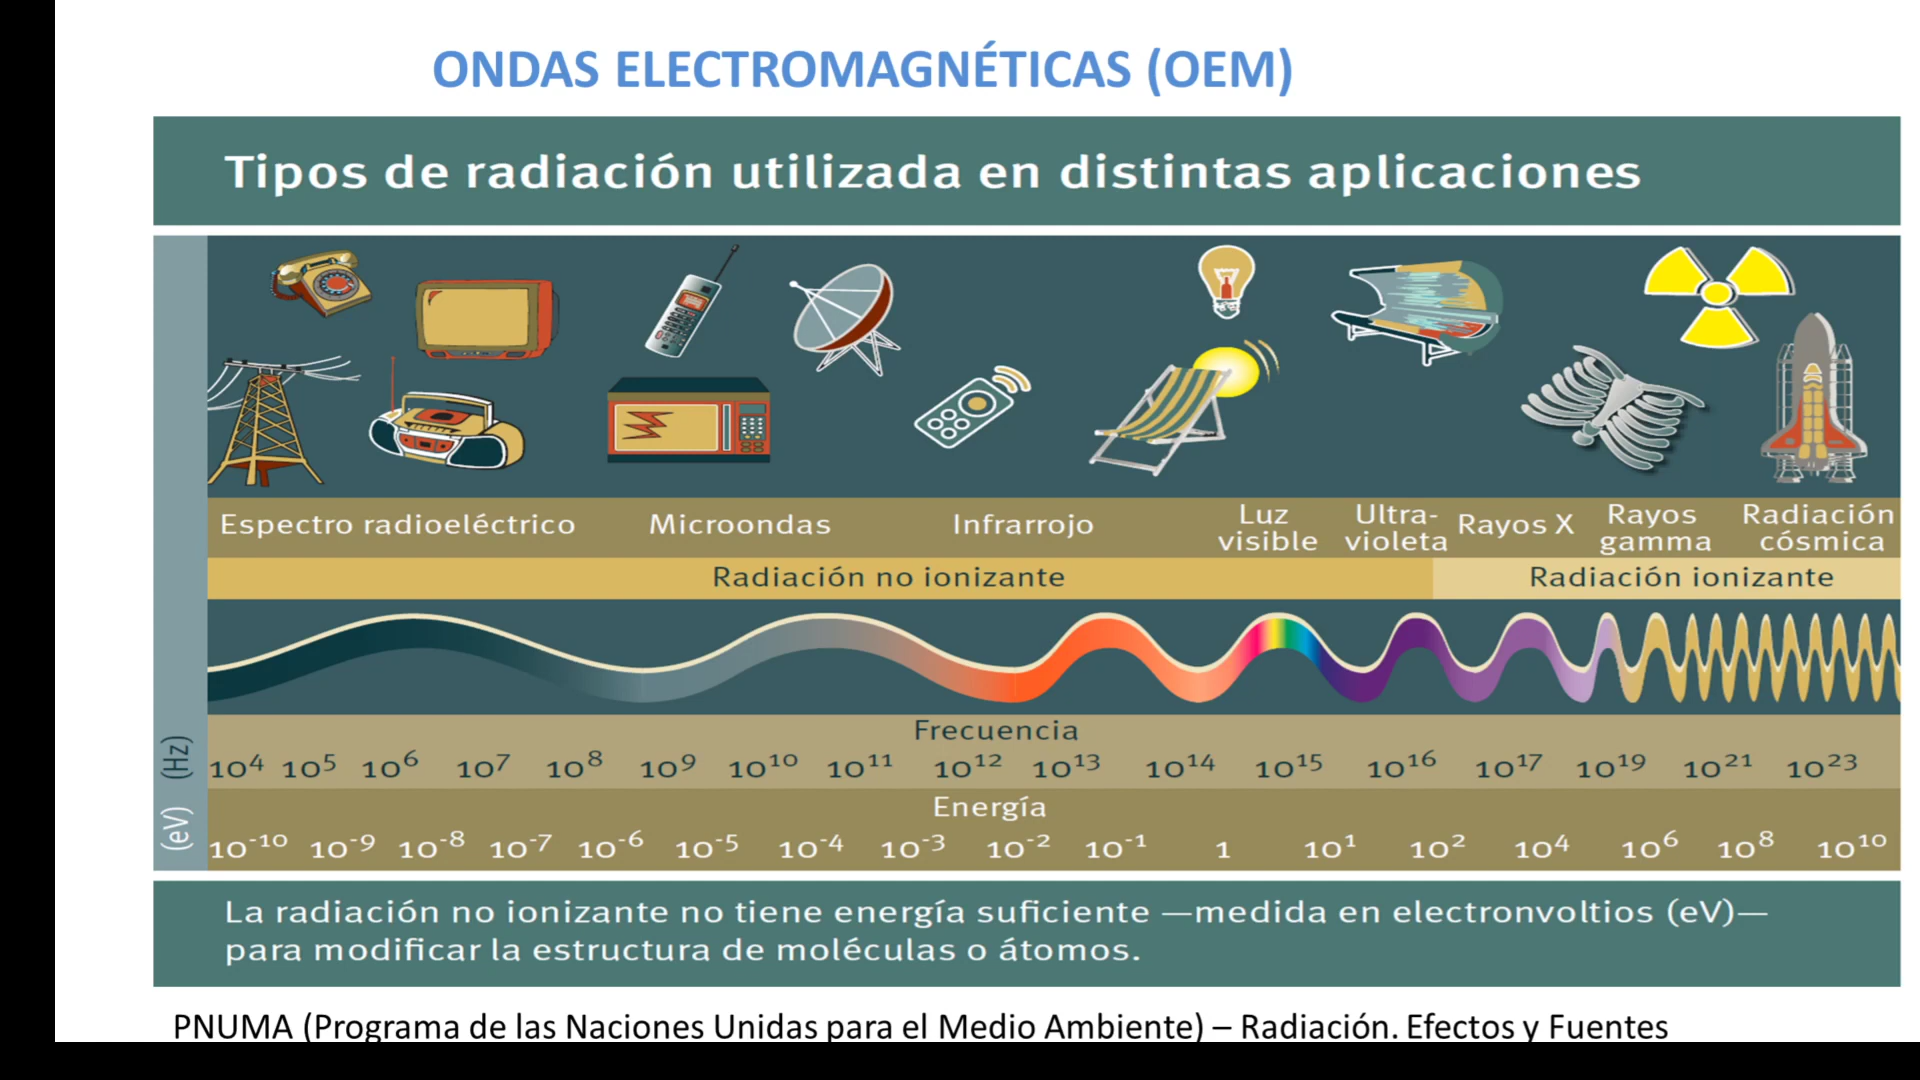 ONDAS ELECTROMAGNÉTICAS (OEM)
Tipos de radiación utilizada en distintas aplicaciones
Espectro radioeléctrico Microondas Infrarrojo Luz visible Ultra-violeta Rayos X Rayos gamma Radiación cósmica
Radiación no ionizante Radiación ionizante
Frecuencia
(Hz) 10⁴ 10⁵ 10⁶ 10⁷ 10⁸ 10⁹ 10¹⁰ 10¹¹ 10¹² 10¹³ 10¹⁴ 10¹⁵ 10¹⁶ 10¹⁷ 10¹⁹ 10²¹ 10²³
Energía
(eV) 10⁻¹⁰ 10⁻⁹ 10⁻⁸ 10⁻⁷ 10⁻⁶ 10⁻⁵ 10⁻⁴ 10⁻³ 10⁻² 10⁻¹ 1 10¹ 10² 10⁴ 10⁶ 10⁸ 10¹⁰
La radiación no ionizante no tiene energía suficiente —medida en electronvoltios (eV)—
para modificar la estructura de moléculas o átomos.
PNUMA (Programa de las Naciones Unidas para el Medio Ambiente) – Radiación. Efectos y Fuentes